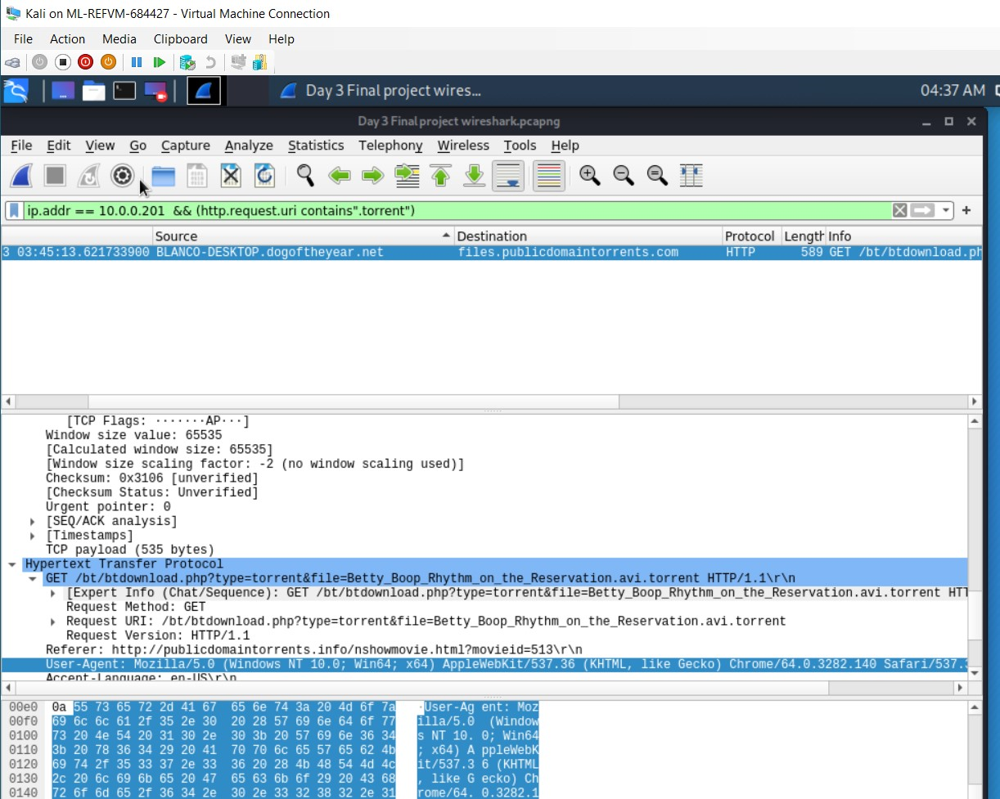 Kali on ML-REFVM-684427 - Virtual Machine Connection
File Action Media Clipboard View Help
Day 3 Final project wires... 04:37 AM
Day 3 Final project wireshark.pcapng
File Edit View Go Capture Analyze Statistics Telephony Wireless Tools Help
ip.addr == 10.0.0.201 && (http.request.uri contains".torrent")
Source Destination Protocol Length Info
3 03:45:13.621733900 BLANCO-DESKTOP.dogoftheyear.net files.publicdomaintorrents.com HTTP 589 GET /bt/btdownload.ph
[TCP Flags: ·······AP···]
Window size value: 65535
[Calculated window size: 65535]
[Window size scaling factor: -2 (no window scaling used)]
Checksum: 0x3106 [unverified]
[Checksum Status: Unverified]
Urgent pointer: 0
[SEQ/ACK analysis]
[Timestamps]
TCP payload (535 bytes)
Hypertext Transfer Protocol
GET /bt/btdownload.php?type=torrent&file=Betty_Boop_Rhythm_on_the_Reservation.avi.torrent HTTP/1.1\r\n
[Expert Info (Chat/Sequence): GET /bt/btdownload.php?type=torrent&file=Betty_Boop_Rhythm_on_the_Reservation.avi.torrent HTT
Request Method: GET
Request URI: /bt/btdownload.php?type=torrent&file=Betty_Boop_Rhythm_on_the_Reservation.avi.torrent
Request Version: HTTP/1.1
Referer: http://publicdomaintorrents.info/nshowmovie.html?movieid=513\r\n
User-Agent: Mozilla/5.0 (Windows NT 10.0; Win64; x64) AppleWebKit/537.36 (KHTML, like Gecko) Chrome/64.0.3282.140 Safari/537.
Accept-Language: en-US\r\n
00e0 0a 55 73 65 72 2d 41 67 65 6e 74 3a 20 4d 6f 7a ·User-Ag ent: Moz
00f0 69 6c 6c 61 2f 35 2e 30 20 28 57 69 6e 64 6f 77 illa/5.0 (Window
0100 73 20 4e 54 20 31 30 2e 30 3b 20 57 69 6e 36 34 s NT 10. 0; Win64
0110 3b 20 78 36 34 29 20 41 70 70 6c 65 57 65 62 4b ; x64) A ppleWebK
0120 69 74 2f 35 33 37 2e 33 36 20 28 4b 48 54 4d 4c it/537.3 6 (KHTML
0130 2c 20 6c 69 6b 65 20 47 65 63 6b 6f 29 20 43 68 , like G ecko) Ch
0140 72 6f 6d 65 2f 36 34 2e 30 2e 33 32 38 32 2e 31 rome/64. 0.3282.1